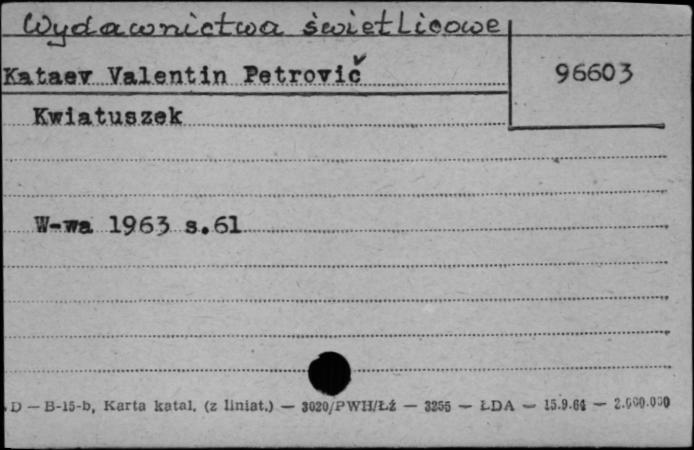 Wydawnictwa świetlicowe
Kataev Valentin Petrovič
96603
Kwiatuszek
W-wa 1963 s.61
D — B-15-b, Karta katal. (z liniat.) — 3020/PWH/Łź — 3255 — ŁDA — 15.9.64 — 2.000.000